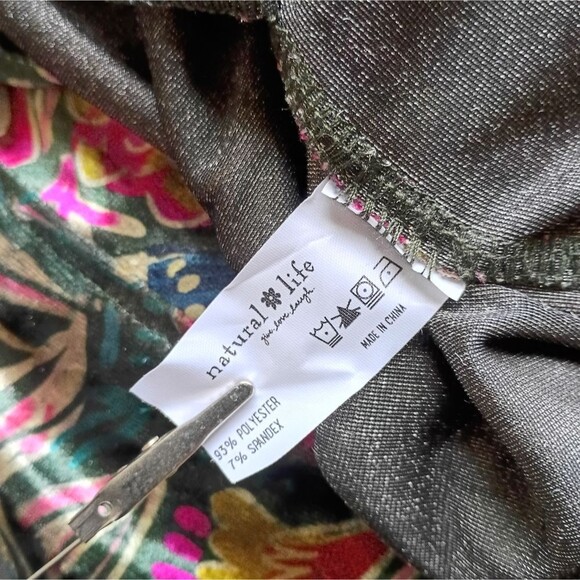 natural life
give.love.laugh.
MADE IN CHINA
93% POLYESTER
7% SPANDEX